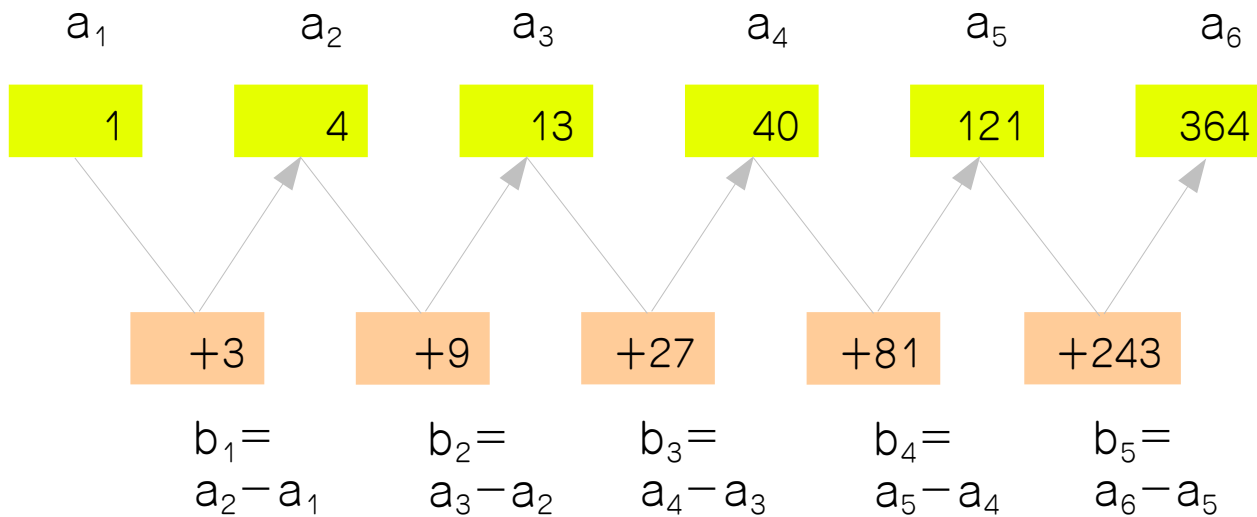 a₁ a₂ a₃ a₄ a₅ a₆
1 4 13 40 121 364
+3 +9 +27 +81 +243
b₁= b₂= b₃= b₄= b₅=
a₂−a₁ a₃−a₂ a₄−a₃ a₅−a₄ a₆−a₅